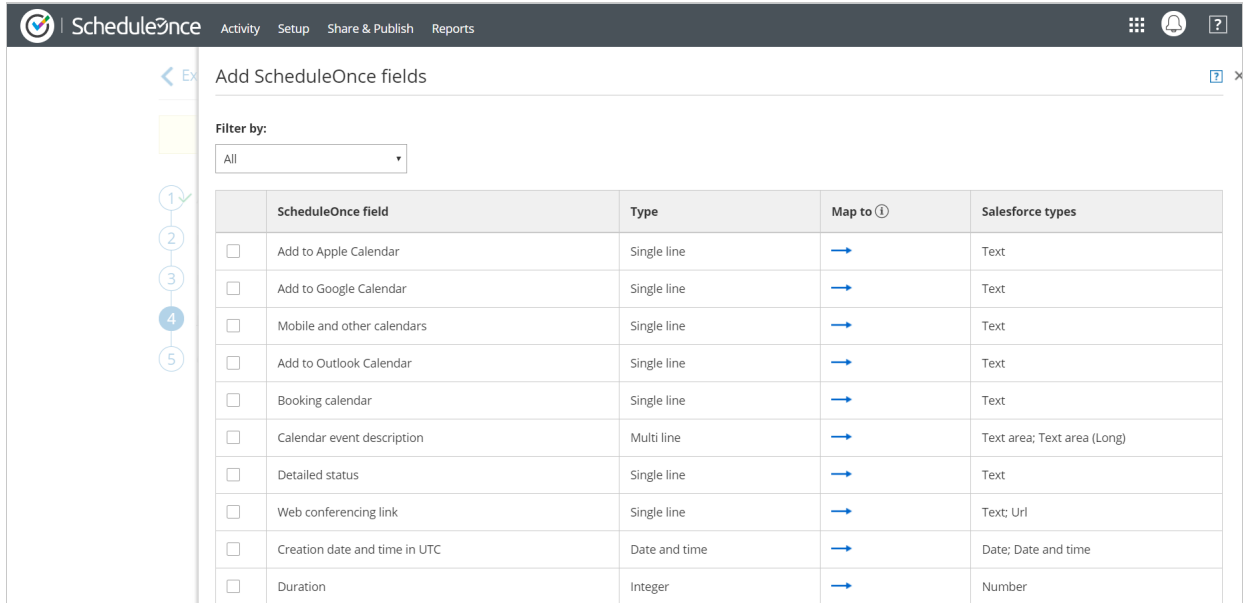 ScheduleOnce Activity Setup Share & Publish Reports ?
Ex Add ScheduleOnce fields ? ×
Filter by:
All
ScheduleOnce field Type Map to i Salesforce types
1 Add to Apple Calendar Single line Text
2 Add to Google Calendar Single line Text
3 Mobile and other calendars Single line Text
4 Add to Outlook Calendar Single line Text
5 Booking calendar Single line Text
Calendar event description Multi line Text area; Text area (Long)
Detailed status Single line Text
Web conferencing link Single line Text; Url
Creation date and time in UTC Date and time Date; Date and time
Duration Integer Number